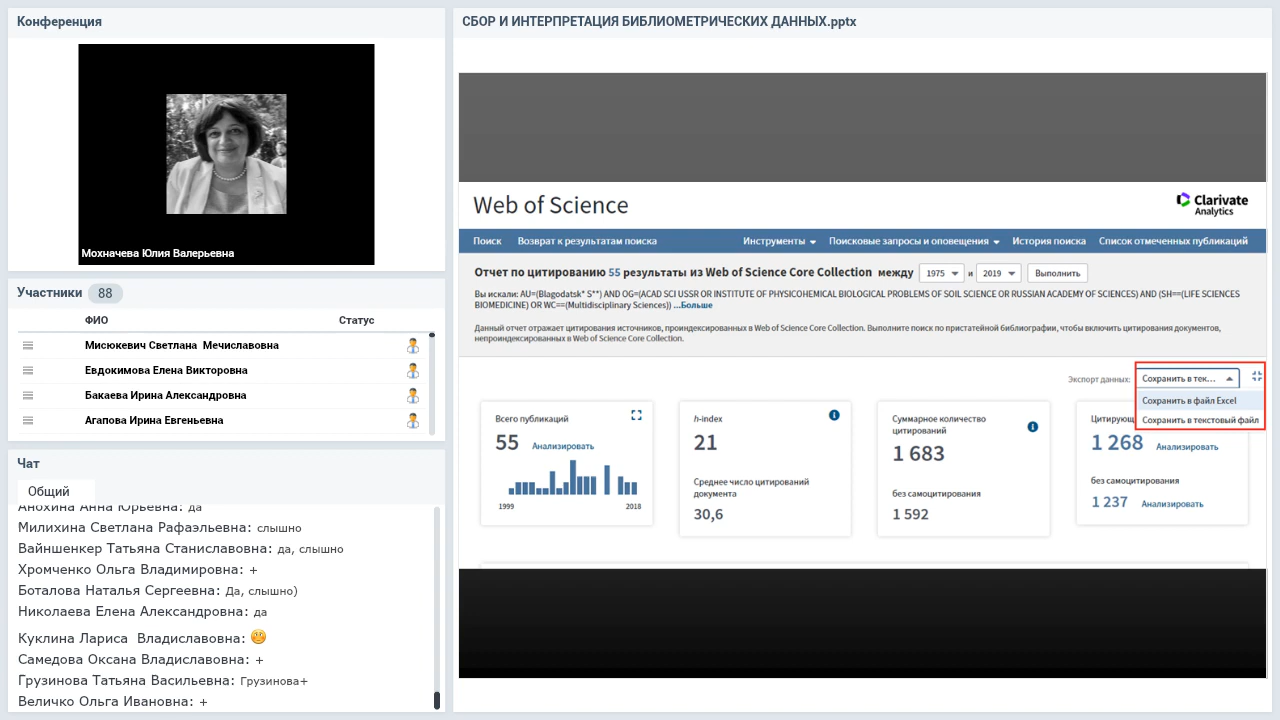 Конференция
Мохначева Юлия Валерьевна
Участники 88
ФИО Статус
Мисюкевич Светлана Мечиславовна
Евдокимова Елена Викторовна
Бакаева Ирина Александровна
Агапова Ирина Евгеньевна
Чат
Общий
Анохина Анна Юрьевна: да
Милихина Светлана Рафаэльевна: слышно
Вайншенкер Татьяна Станиславовна: да, слышно
Хромченко Ольга Владимировна: +
Боталова Наталья Сергеевна: Да, слышно)
Николаева Елена Александровна: да
Куклина Лариса Владиславовна:
Самедова Оксана Владиславовна: +
Грузинова Татьяна Васильевна: Грузинова+
Величко Ольга Ивановна: +
СБОР И ИНТЕРПРЕТАЦИЯ БИБЛИОМЕТРИЧЕСКИХ ДАННЫХ.pptx
Web of Science
Clarivate
Analytics
Поиск Возврат к результатам поиска Инструменты Поисковые запросы и оповещения История поиска Список отмеченных публикаций
Отчет по цитированию 55 результаты из Web of Science Core Collection между 1975 и 2019 Выполнить
Вы искали: AU=(Blagodatsk* S**) AND OG=(ACAD SCI USSR OR INSTITUTE OF PHYSICOHEMICAL BIOLOGICAL PROBLEMS OF SOIL SCIENCE OR RUSSIAN ACADEMY OF SCIENCES) AND (SH==(LIFE SCIENCES
BIOMEDICINE) OR WC==(Multidisciplinary Sciences)) ...Больше
Данный отчет отражает цитирования источников, проиндексированных в Web of Science Core Collection. Выполните поиск по пристатейной библиографии, чтобы включить цитирования документов,
непроиндексированных в Web of Science Core Collection.
Экспорт данных: Сохранить в тек...
Сохранить в файл Excel
Сохранить в текстовый файл
Всего публикаций
55 Анализировать
1999 2018
h-index
21
Среднее число цитирований
документа
30,6
Суммарное количество
цитирований
1 683
без самоцитирования
1 592
Цитирующ
1 268 Анализировать
без самоцитирования
1 237 Анализировать